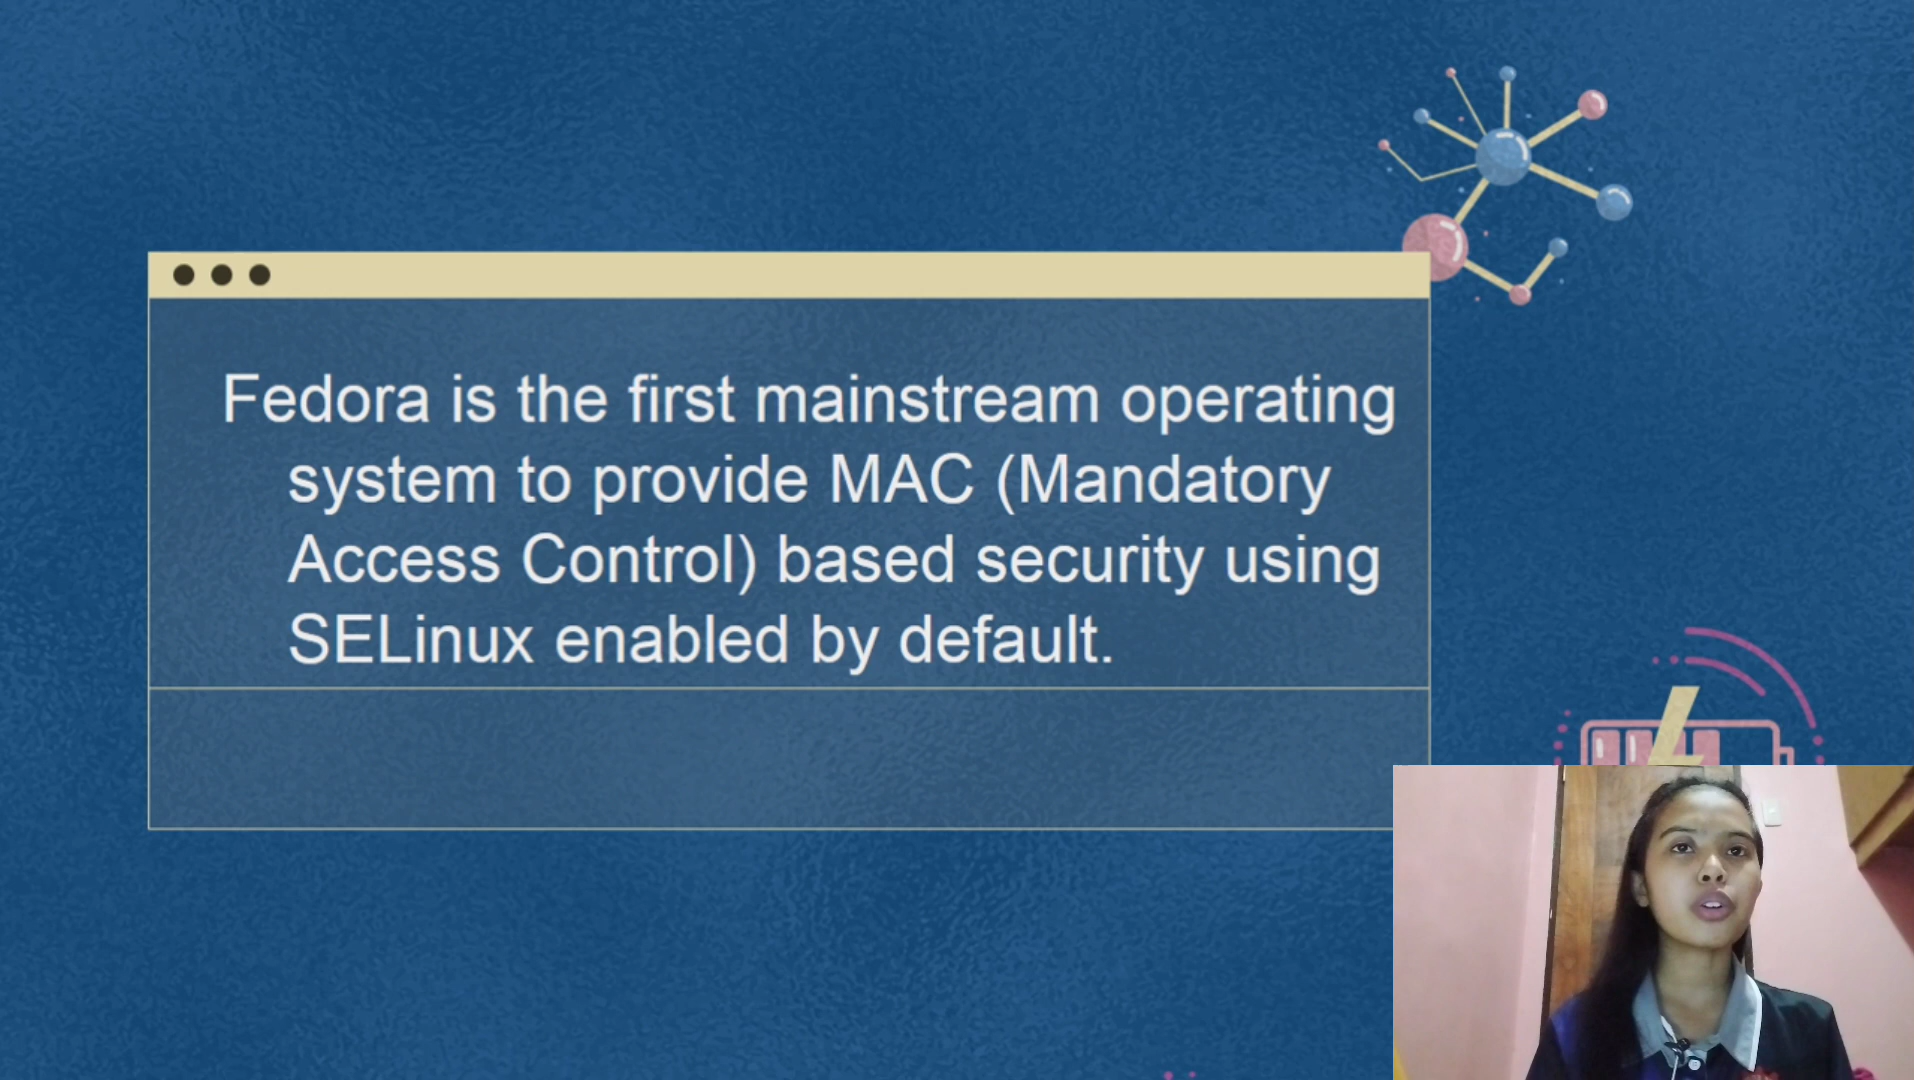 Fedora is the first mainstream operating
system to provide MAC (Mandatory
Access Control) based security using
SELinux enabled by default.